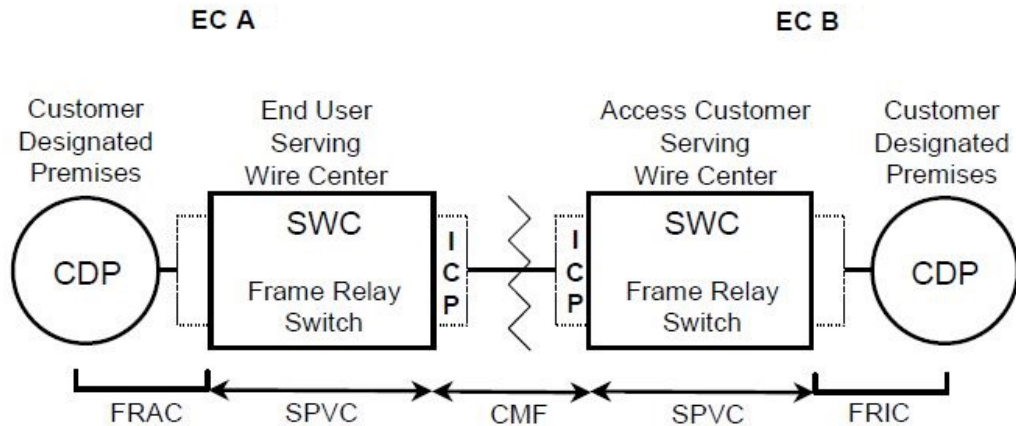 EC A
EC B
Customer
Designated
Premises
End User
Serving
Wire Center
Access Customer
Serving
Wire Center
Customer
Designated
Premises
CDP
SWC
Frame Relay
Switch
I
C
P
I
C
P
SWC
Frame Relay
Switch
CDP
FRAC
SPVC
CMF
SPVC
FRIC